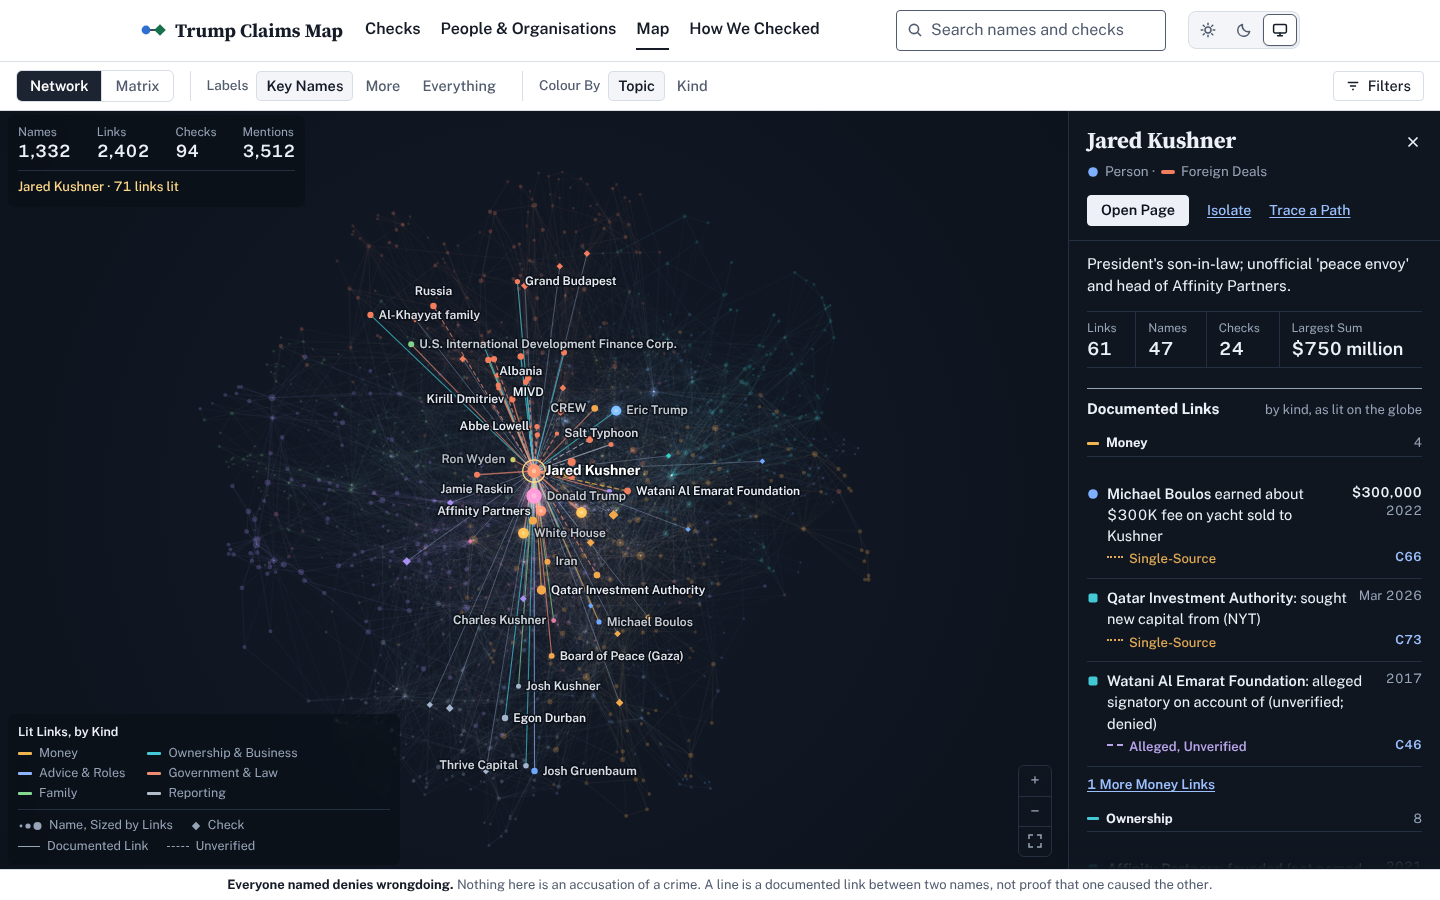 Trump Claims Map
Checks
People & Organisations
Map
How We Checked
Search names and checks
Network
Matrix
Labels
Key Names
More
Everything
Colour By
Topic
Kind
Filters
Names
Links
Checks
Mentions
1,332
2,402
94
3,512
Jared Kushner · 71 links lit
Grand Budapest
Russia
Al-Khayyat family
U.S. International Development Finance Corp.
Albania
MIVD
Kirill Dmitriev
CREW
Eric Trump
Abbe Lowell
Salt Typhoon
Ron Wyden
Jared Kushner
Jamie Raskin
Donald Trump
Watani Al Emarat Foundation
Affinity Partners
White House
Iran
Qatar Investment Authority
Charles Kushner
Michael Boulos
Board of Peace (Gaza)
Josh Kushner
Egon Durban
Thrive Capital
Josh Gruenbaum
Lit Links, by Kind
Money
Ownership & Business
Advice & Roles
Government & Law
Family
Reporting
Name, Sized by Links
Check
Documented Link
Unverified
+
−
Jared Kushner
Person ·
Foreign Deals
Open Page
Isolate
Trace a Path
President's son-in-law; unofficial 'peace envoy'
and head of Affinity Partners.
Links
Names
Checks
Largest Sum
61
47
24
$750 million
Documented Links
by kind, as lit on the globe
Money
4
Michael Boulos earned about
$300,000
$300K fee on yacht sold to
2022
Kushner
Single-Source
C66
Qatar Investment Authority: sought
Mar 2026
new capital from (NYT)
Single-Source
C73
Watani Al Emarat Foundation: alleged
2017
signatory on account of (unverified;
denied)
Alleged, Unverified
C46
1 More Money Links
Ownership
8
Affinity Partners founded
2021
Everyone named denies wrongdoing. Nothing here is an accusation of a crime. A line is a documented link between two names, not proof that one caused the other.